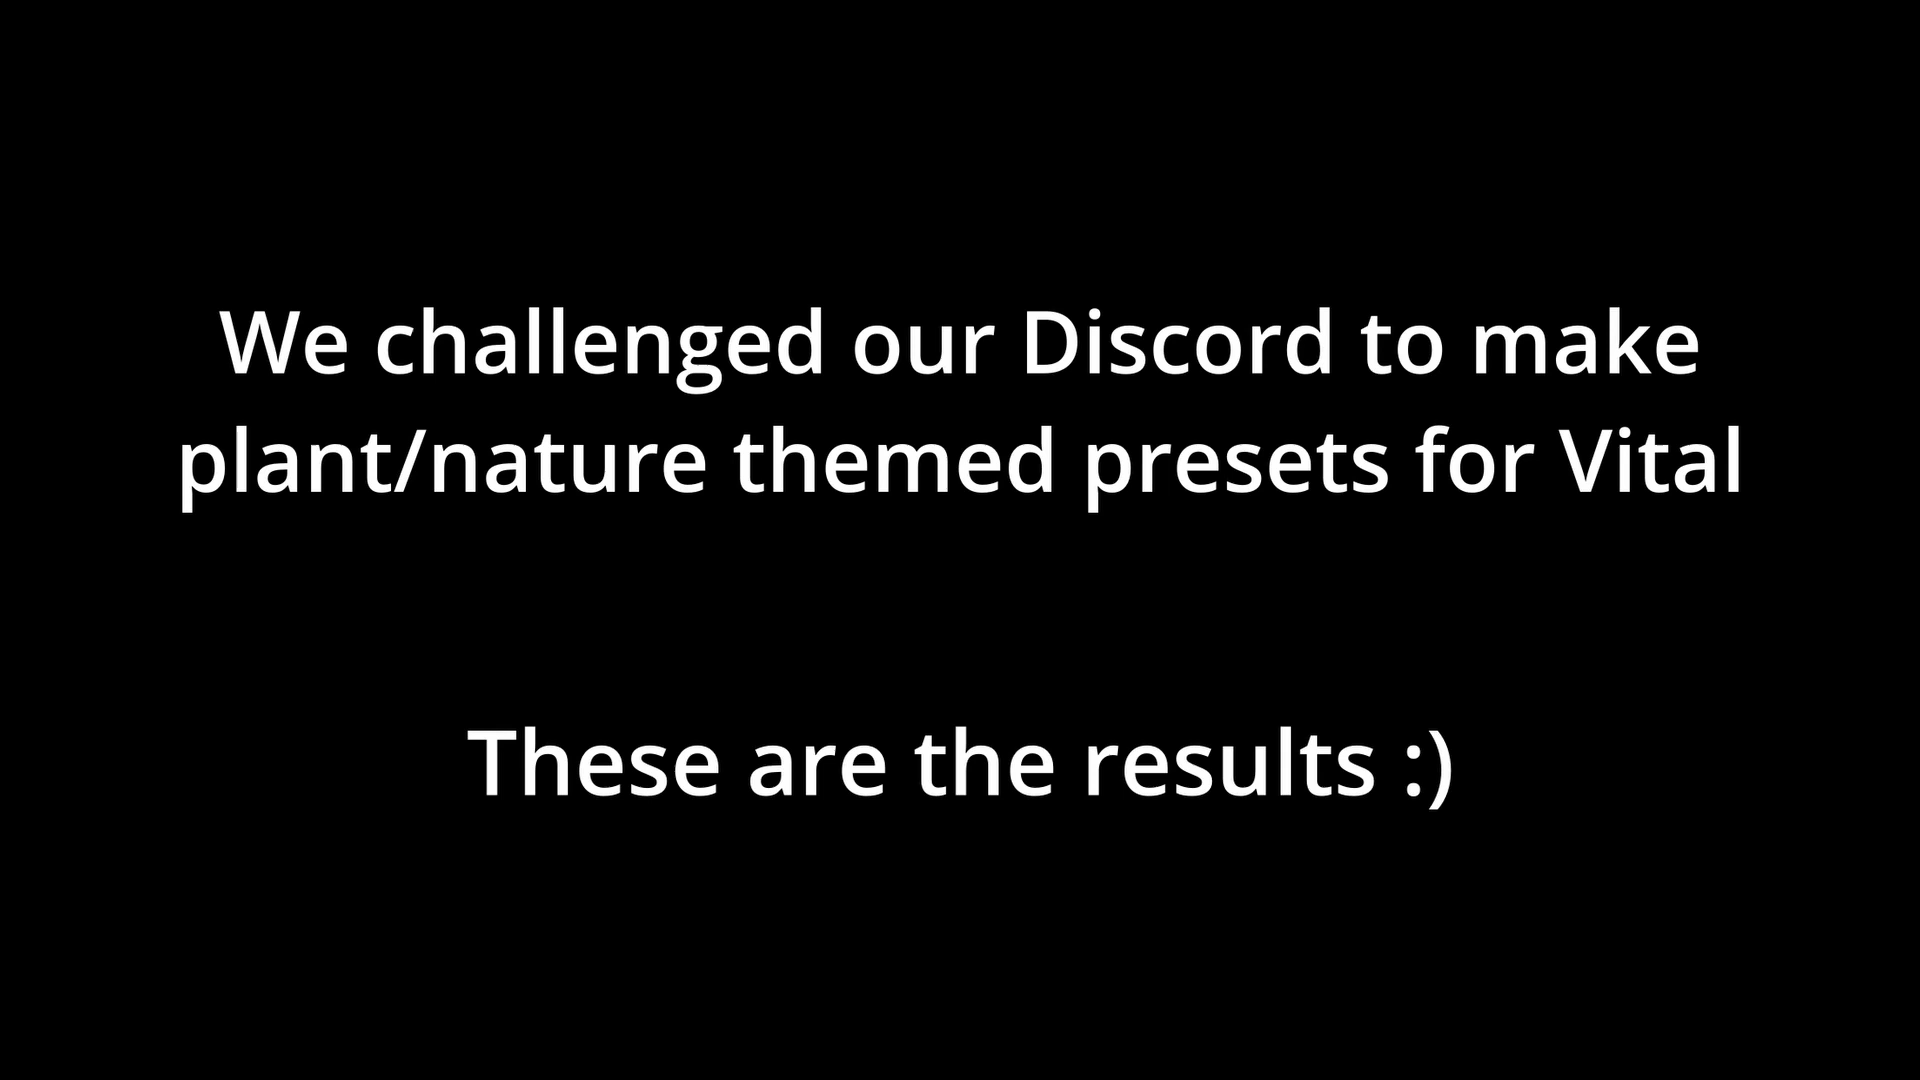 We challenged our Discord to make
plant/nature themed presets for Vital
These are the results :)